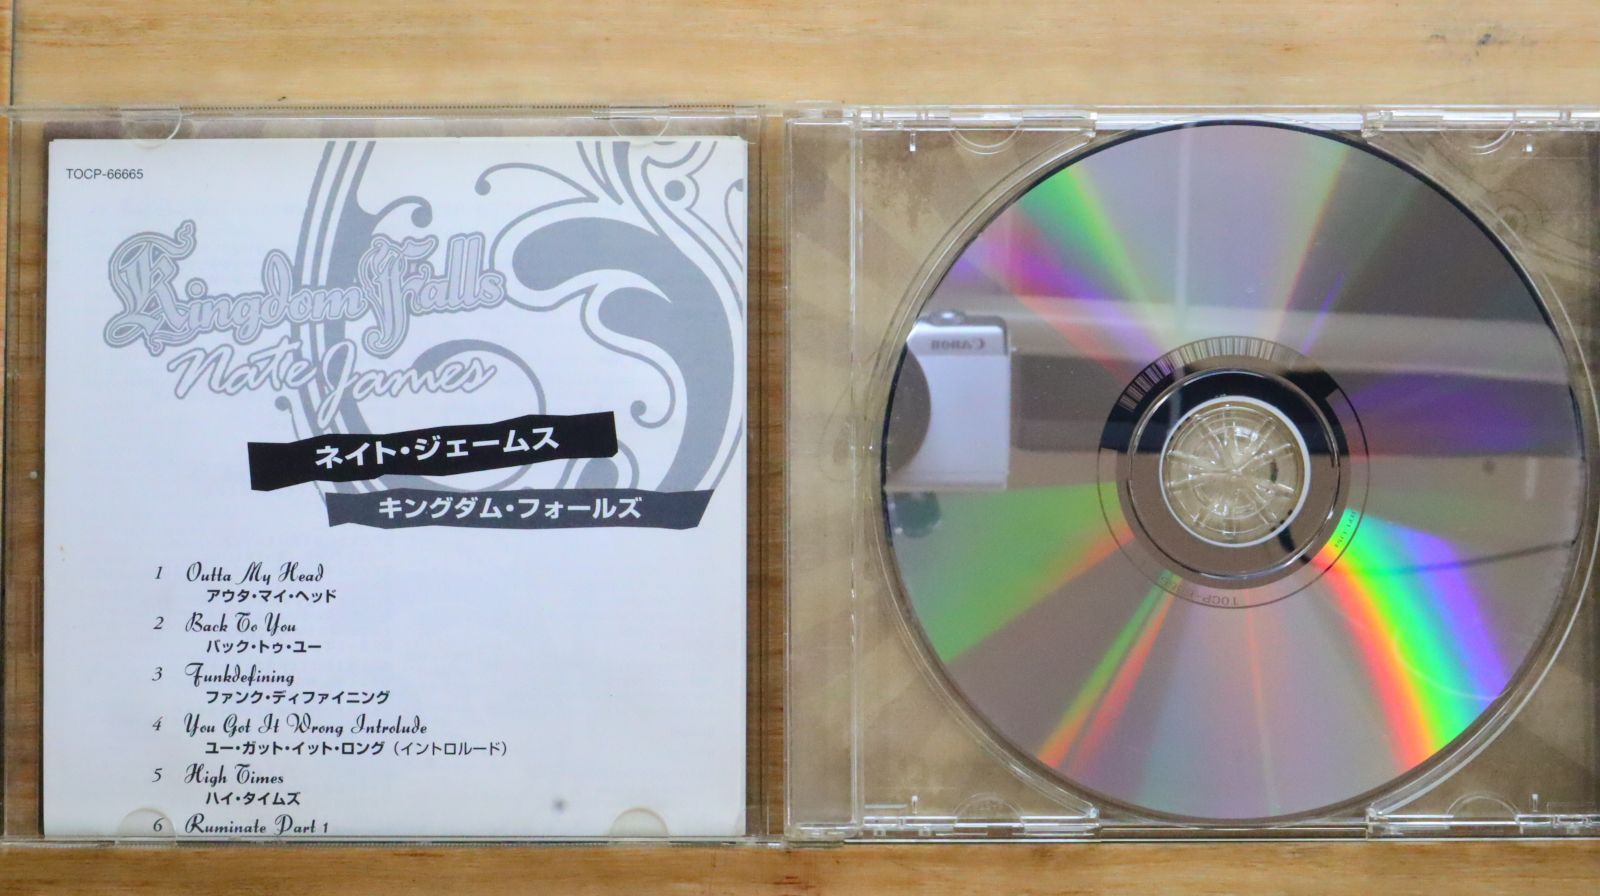 TOCP-66665
Kingdom Falls
Nate James
ネイト・ジェームス
キングダム・フォールズ
1 Outta My Head
アウタ・マイ・ヘッド
2 Back To You
バック・トゥ・ユー
3 Funkdefining
ファンク・ディファイニング
4 You Got It Wrong Introlude
ユー・ガット・イット・ロング（イントロルード）
5 High Times
ハイ・タイムズ
6 Ruminate Part 1
Canon